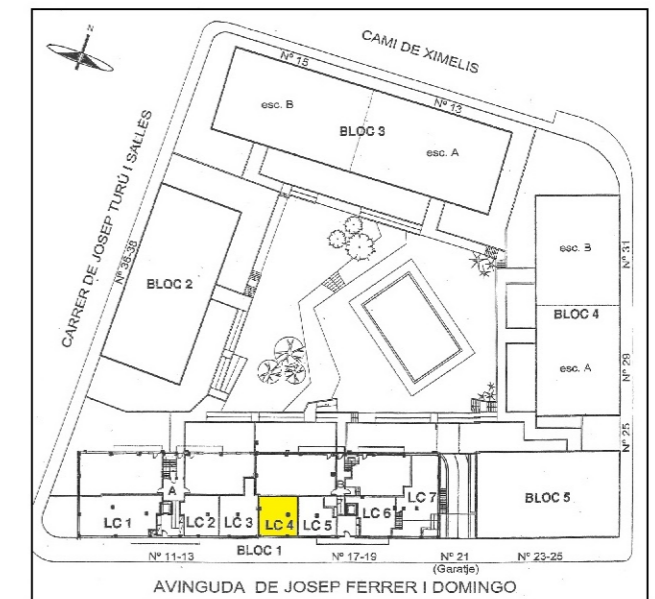 N
CAMI DE XIMELIS
Nº 15
Nº 13
esc. B
BLOC 3
esc. A
CARRER DE JOSEP TURÚ I SALLÉS
Nº 36-38
BLOC 2
esc. B
Nº 31
BLOC 4
esc. A
Nº 29
Nº 25
A
LC 1
LC 2
LC 3
LC 4
LC 5
LC 6
LC 7
BLOC 5
BLOC 1
Nº 11-13
Nº 17-19
Nº 21
(Garatje)
Nº 23-25
AVINGUDA DE JOSEP FERRER I DOMINGO